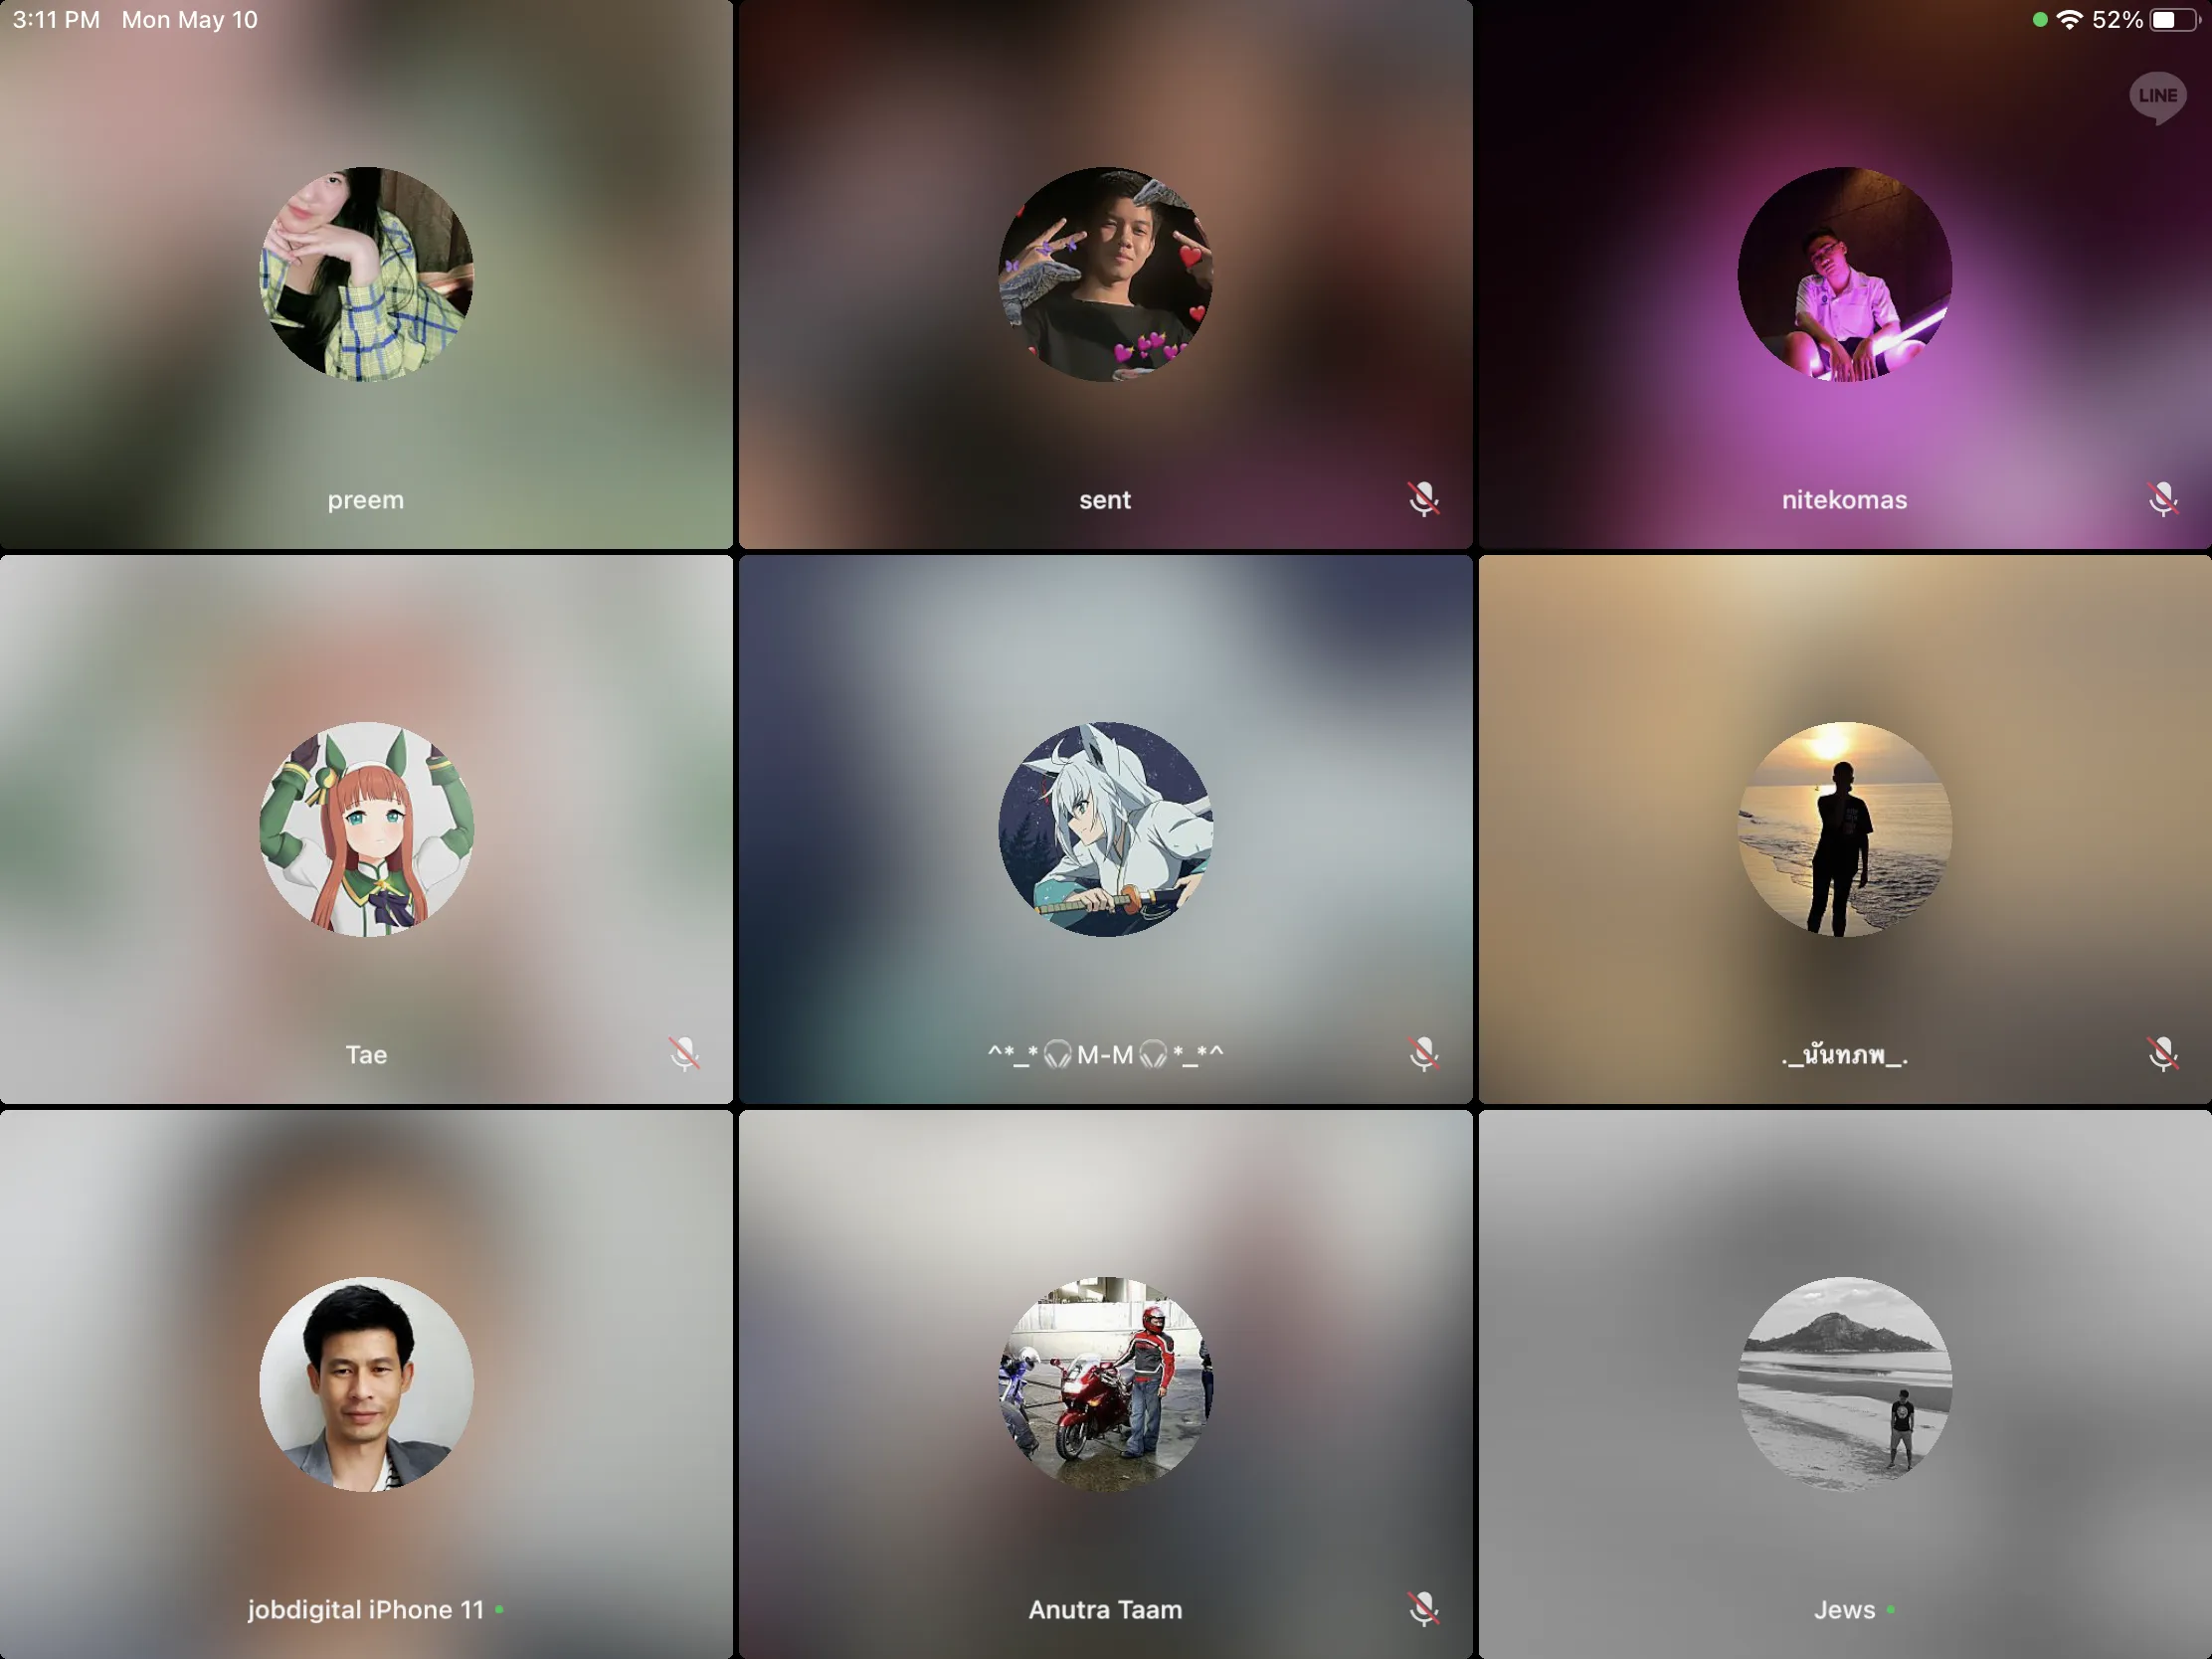 3:11 PM Mon May 10
52%
LINE
preem
sent
nitekomas
Tae
^*_*🎧M-M🎧*_*^
._นันทภพ_.
jobdigital iPhone 11
Anutra Taam
Jews